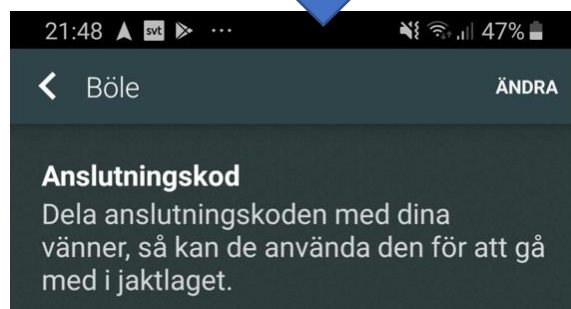 21:48 svt ... 47%
Böle ÄNDRA
Anslutningskod
Dela anslutningskoden med dina
vänner, så kan de använda den för att gå
med i jaktlaget.